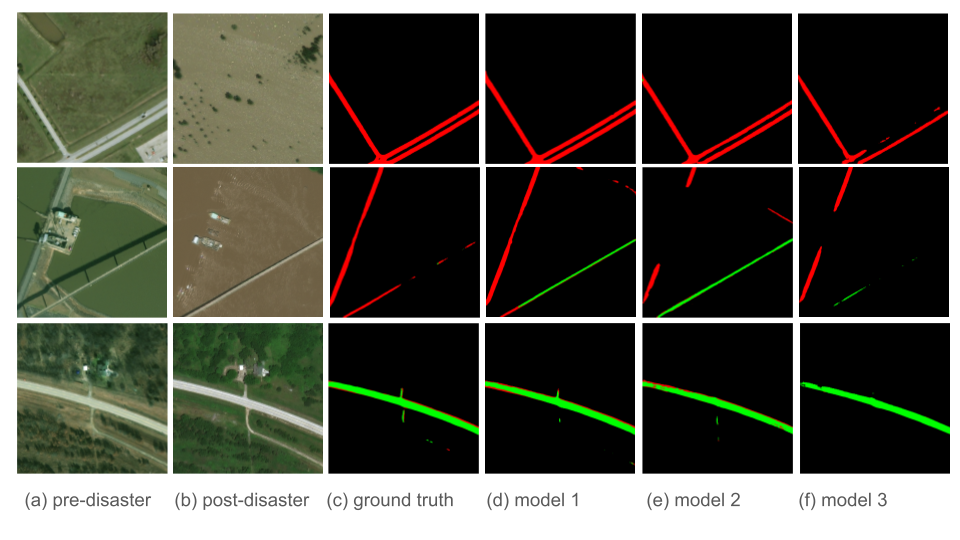 (a) pre-disaster (b) post-disaster (c) ground truth (d) model 1 (e) model 2 (f) model 3